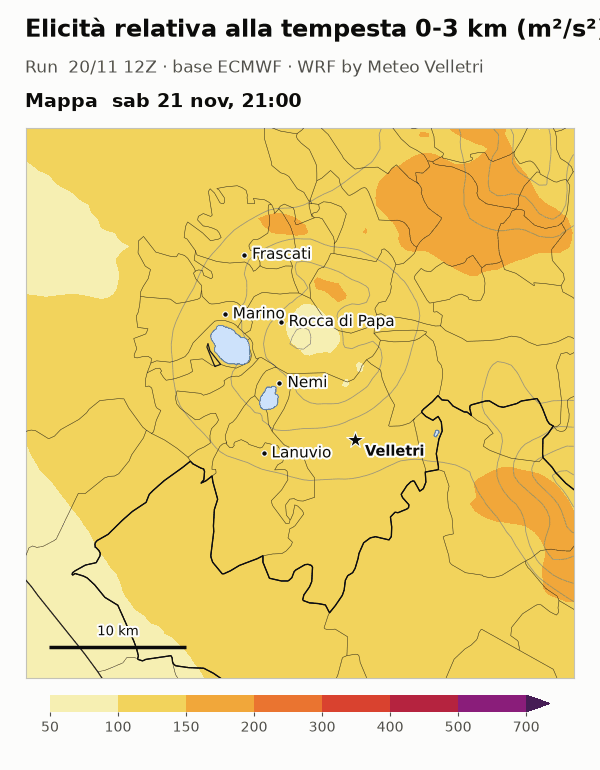 Elicità relativa alla tempesta 0-3 km (m²/s²)
Run  20/11 12Z · base ECMWF · WRF by Meteo Velletri
Mappa  sab 21 nov, 21:00
Frascati
Marino
Rocca di Papa
Nemi
Velletri
Lanuvio
10 km
50 100 150 200 300 400 500 700